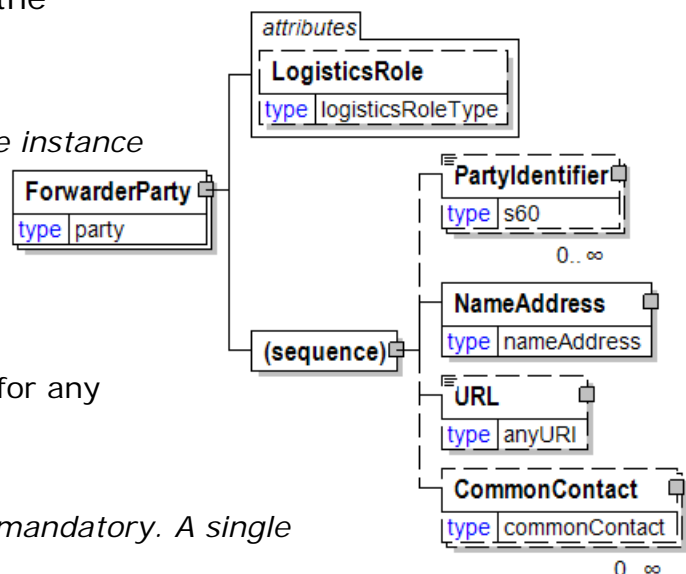 the
attributes
LogisticsRole
type logisticsRoleType
e instance
ForwarderParty
type party
PartyIdentifier
type s60
0.. ∞
NameAddress
type nameAddress
(sequence)
for any
URL
type anyURI
mandatory. A single
CommonContact
type commonContact
0.. ∞